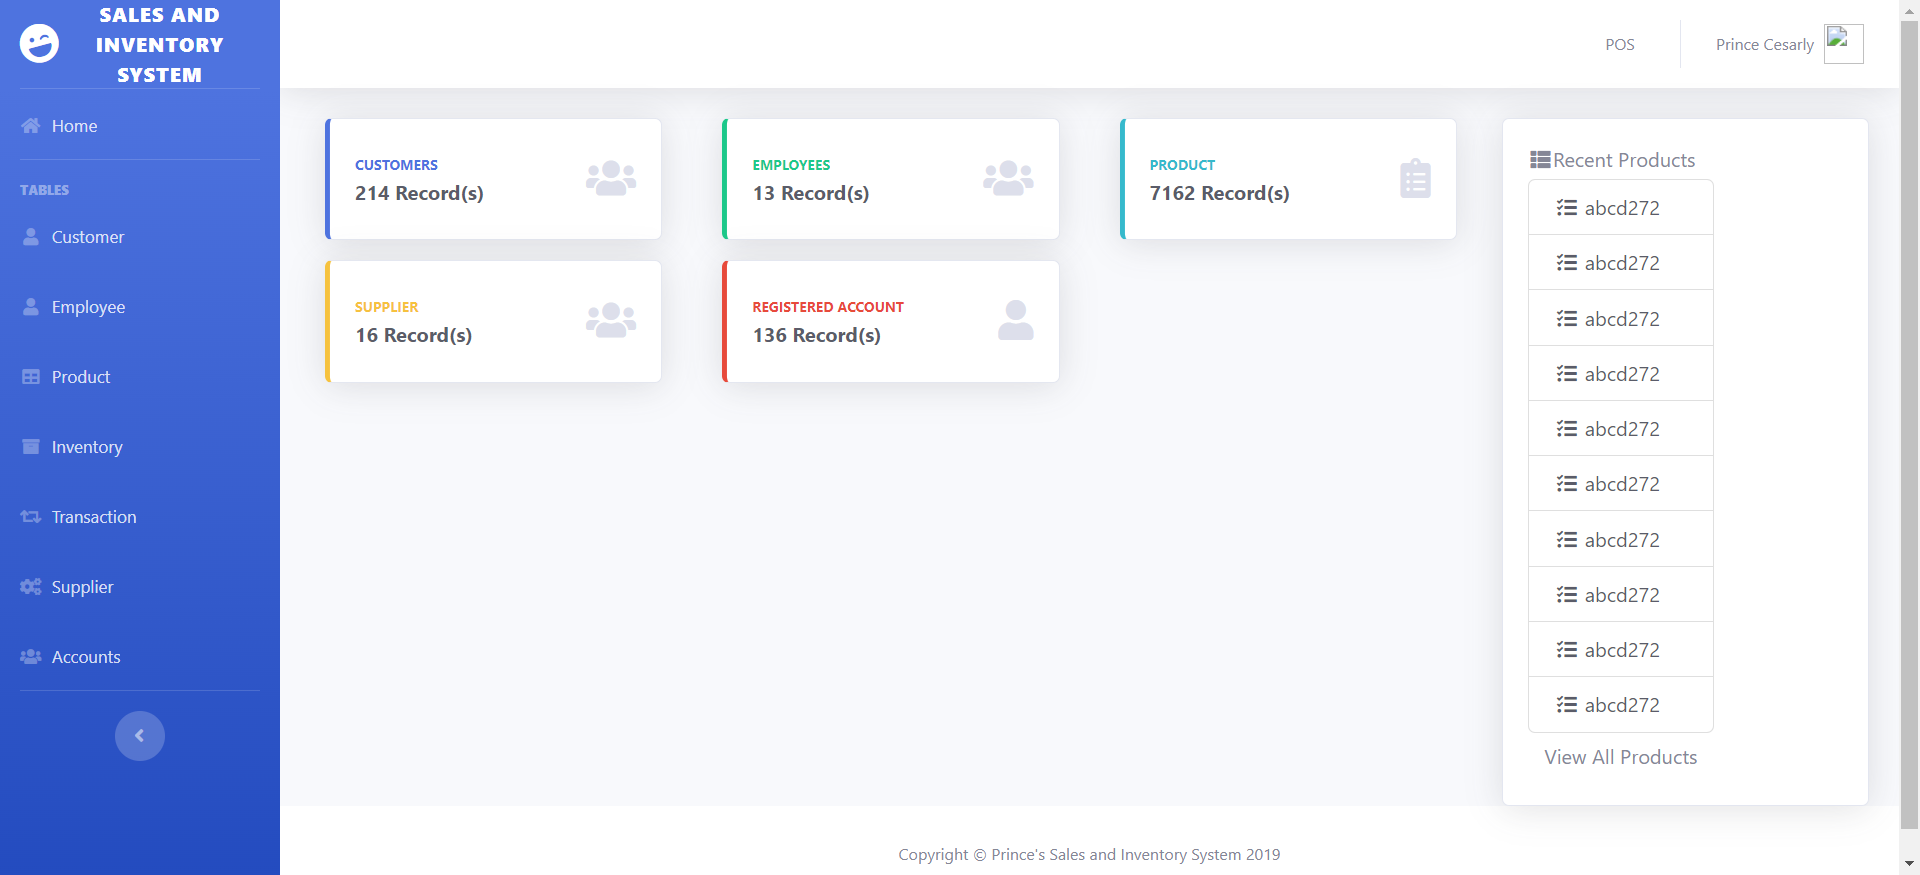 SALES AND
INVENTORY
SYSTEM
Home
TABLES
Customer
Employee
Product
Inventory
Transaction
Supplier
Accounts
POS
Prince Cesarly
CUSTOMERS
214 Record(s)
EMPLOYEES
13 Record(s)
PRODUCT
7162 Record(s)
SUPPLIER
16 Record(s)
REGISTERED ACCOUNT
136 Record(s)
Recent Products
abcd272
abcd272
abcd272
abcd272
abcd272
abcd272
abcd272
abcd272
abcd272
abcd272
View All Products
Copyright © Prince's Sales and Inventory System 2019